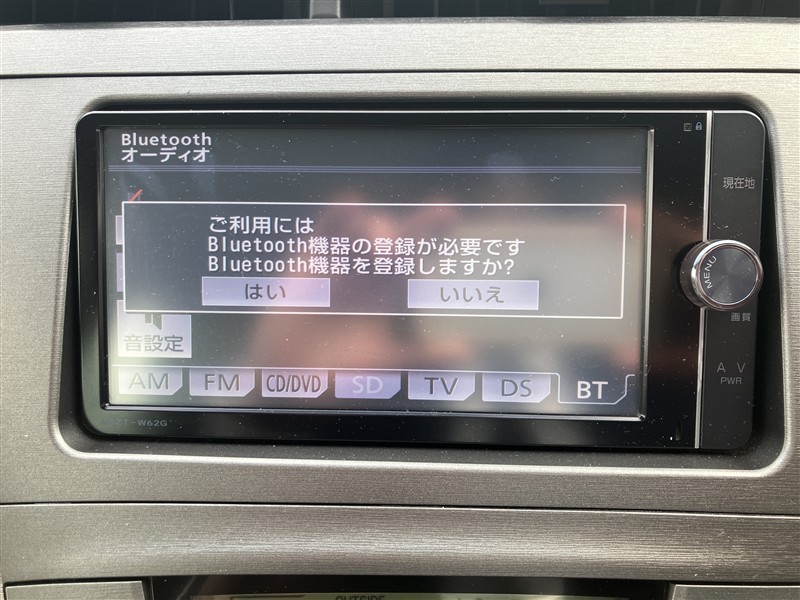 Bluetooth
オーディオ
現在地
ご利用には
Bluetooth機器の登録が必要です
Bluetooth機器を登録しますか?
はい いいえ
MENU
画質
音設定
AM FM CD/DVD SD TV DS BT
A V
PWR
ZT-W62G
OUTSIDE